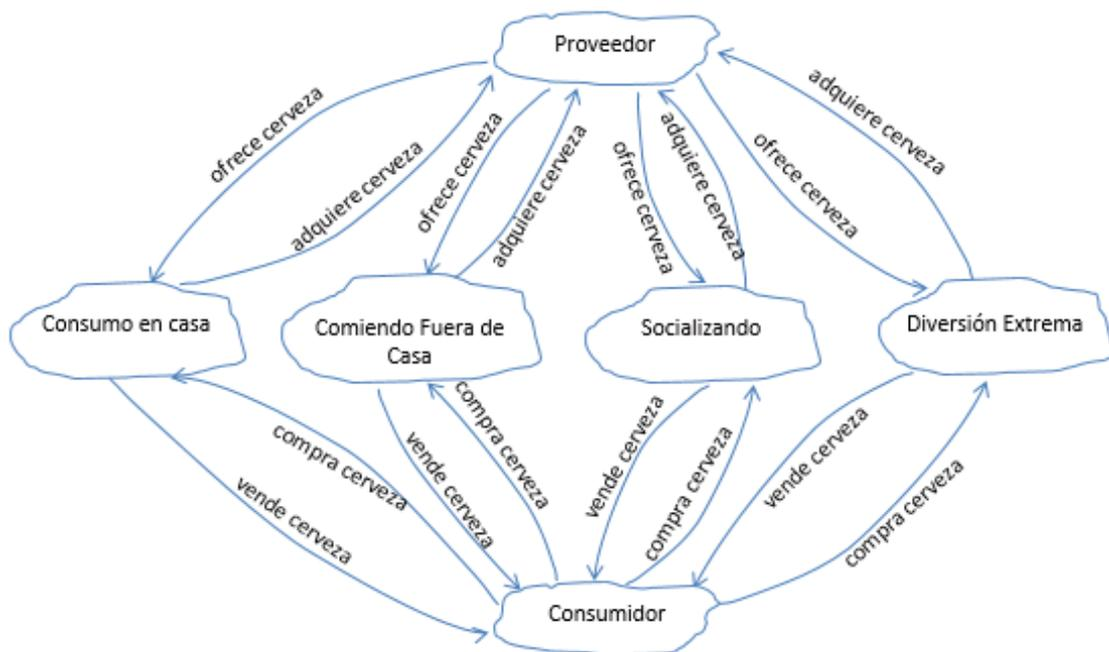 Proveedor
ofrece cerveza
adquiere cerveza
ofrece cerveza
adquiere cerveza
ofrece cerveza
adquiere cerveza
ofrece cerveza
adquiere cerveza
Consumo en casa
Comiendo Fuera de
Casa
Socializando
Diversión Extrema
vende cerveza
compra cerveza
vende cerveza
compra cerveza
vende cerveza
compra cerveza
vende cerveza
compra cerveza
Consumidor